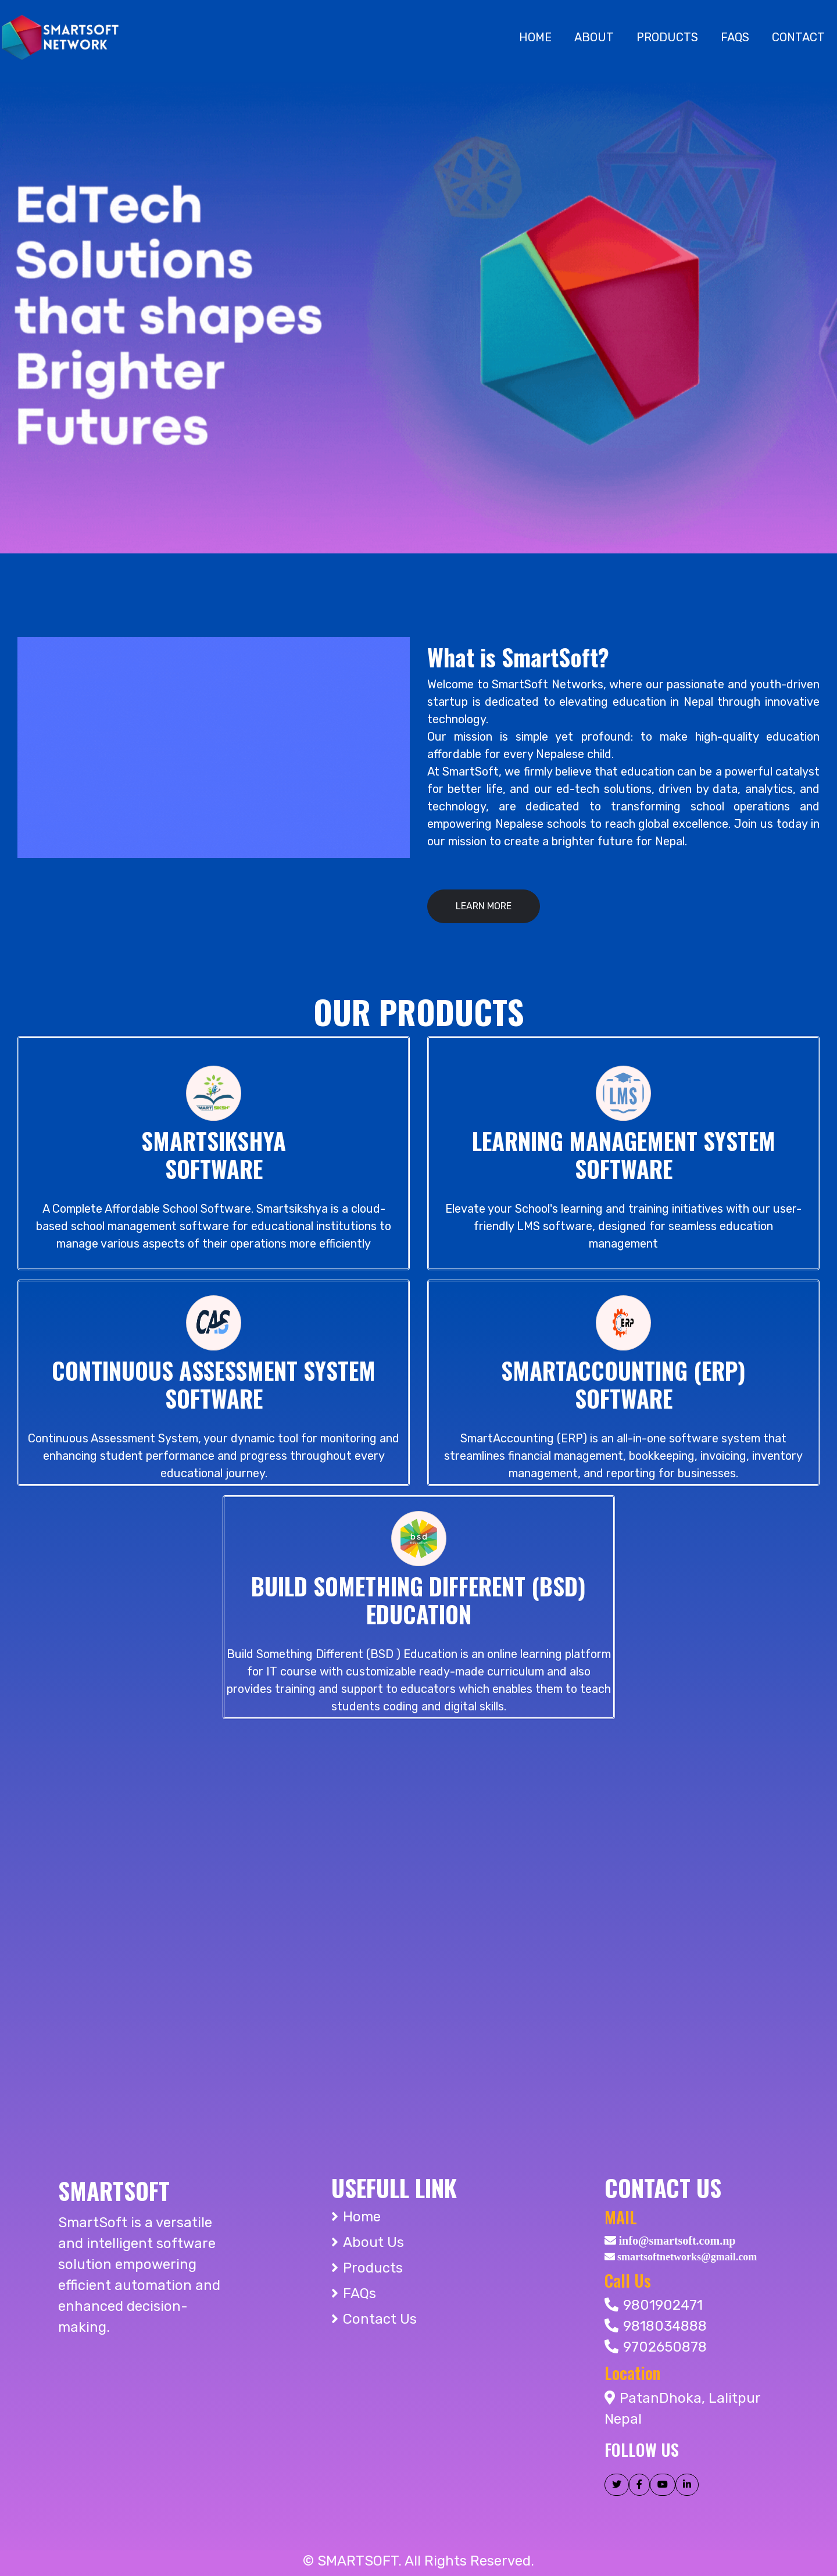 SMARTSOFT
NETWORK
HOME ABOUT PRODUCTS FAQS CONTACT
EdTech
Solutions
that shapes
Brighter
Futures
What is SmartSoft?
Welcome to SmartSoft Networks, where our passionate and youth-driven
startup is dedicated to elevating education in Nepal through innovative
technology.
Our mission is simple yet profound: to make high-quality education
affordable for every Nepalese child.
At SmartSoft, we firmly believe that education can be a powerful catalyst
for better life, and our ed-tech solutions, driven by data, analytics, and
technology, are dedicated to transforming school operations and
empowering Nepalese schools to reach global excellence. Join us today in
our mission to create a brighter future for Nepal.
LEARN MORE
OUR PRODUCTS
SMARTSIKSHYA
SOFTWARE
A Complete Affordable School Software. Smartsikshya is a cloud-
based school management software for educational institutions to
manage various aspects of their operations more efficiently
LMS
LEARNING MANAGEMENT SYSTEM
SOFTWARE
Elevate your School's learning and training initiatives with our user-
friendly LMS software, designed for seamless education
management
CAS
CONTINUOUS ASSESSMENT SYSTEM
SOFTWARE
Continuous Assessment System, your dynamic tool for monitoring and
enhancing student performance and progress throughout every
educational journey.
ERP
SMARTACCOUNTING (ERP)
SOFTWARE
SmartAccounting (ERP) is an all-in-one software system that
streamlines financial management, bookkeeping, invoicing, inventory
management, and reporting for businesses.
bsd
BUILD SOMETHING DIFFERENT (BSD)
EDUCATION
Build Something Different (BSD ) Education is an online learning platform
for IT course with customizable ready-made curriculum and also
provides training and support to educators which enables them to teach
students coding and digital skills.
SMARTSOFT
SmartSoft is a versatile
and intelligent software
solution empowering
efficient automation and
enhanced decision-
making.
USEFULL LINK
Home
About Us
Products
FAQs
Contact Us
CONTACT US
MAIL
info@smartsoft.com.np
smartsoftnetworks@gmail.com
Call Us
9801902471
9818034888
9702650878
Location
PatanDhoka, Lalitpur
Nepal
FOLLOW US
© SMARTSOFT. All Rights Reserved.